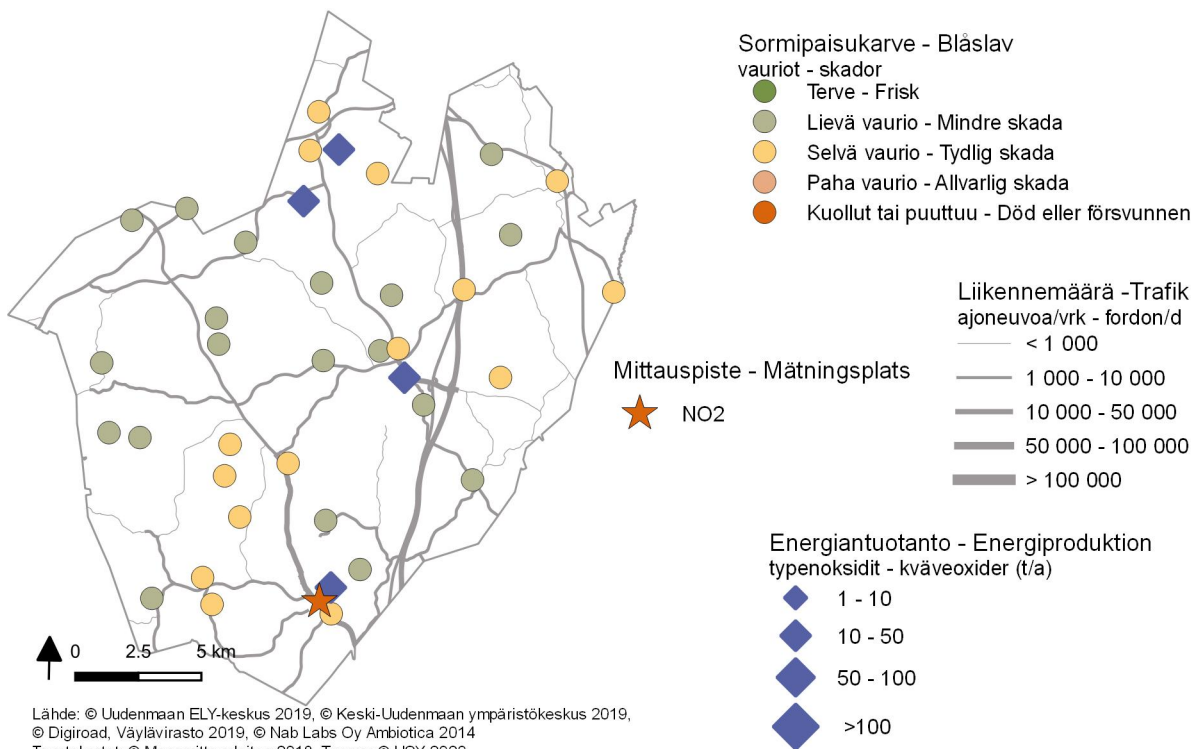 Sormipaisukarve - Blåslav
vauriot - skador
Terve - Frisk
Lievä vaurio - Mindre skada
Selvä vaurio - Tydlig skada
Paha vaurio - Allvarlig skada
Kuollut tai puuttuu - Död eller försvunnen
Liikennemäärä -Trafik
ajoneuvoa/vrk - fordon/d
< 1 000
1 000 - 10 000
10 000 - 50 000
50 000 - 100 000
> 100 000
Mittauspiste - Mätningsplats
NO2
Energiantuotanto - Energiproduktion
typenoksidit - kväveoxider (t/a)
1 - 10
10 - 50
50 - 100
>100
0 2.5 5 km
Lähde: © Uudenmaan ELY-keskus 2019, © Keski-Uudenmaan ympäristökeskus 2019,
© Digiroad, Väylävirasto 2019, © Nab Labs Oy Ambiotica 2014